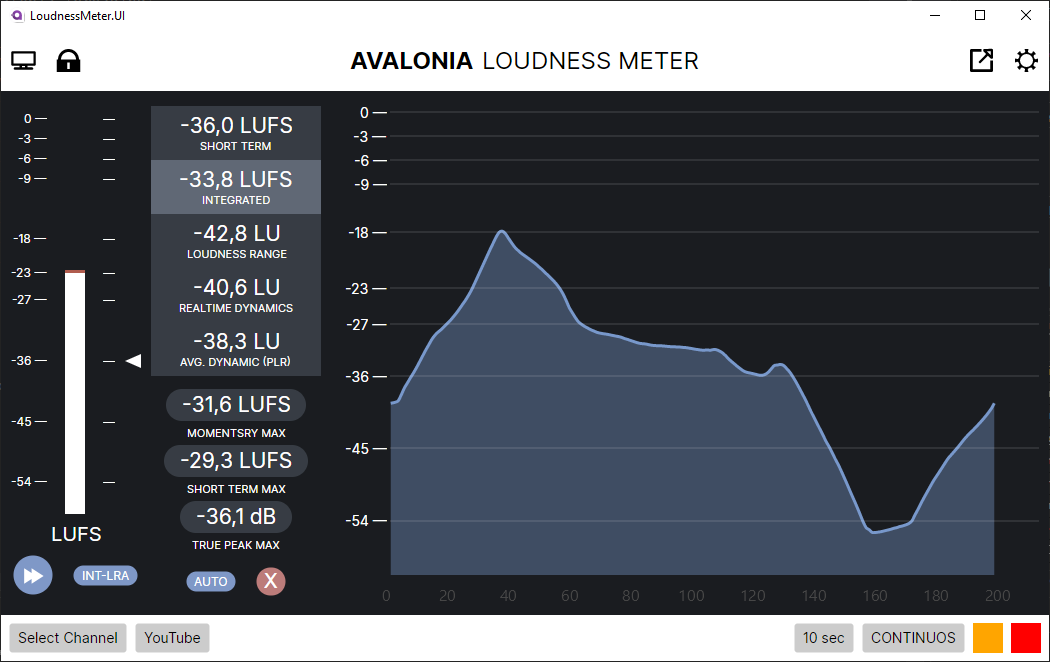 LoudnessMeter.UI
AVALONIA LOUDNESS METER
0
-3
-6
-9
-18
-23
-27
-36
-45
-54
LUFS
INT-LRA
-36,0 LUFS
SHORT TERM
-33,8 LUFS
INTEGRATED
-42,8 LU
LOUDNESS RANGE
-40,6 LU
REALTIME DYNAMICS
-38,3 LU
AVG. DYNAMIC (PLR)
-31,6 LUFS
MOMENTSRY MAX
-29,3 LUFS
SHORT TERM MAX
-36,1 dB
TRUE PEAK MAX
AUTO X
0
-3
-6
-9
-18
-23
-27
-36
-45
-54
0 20 40 60 80 100 120 140 160 180 200
Select Channel YouTube 10 sec CONTINUOS